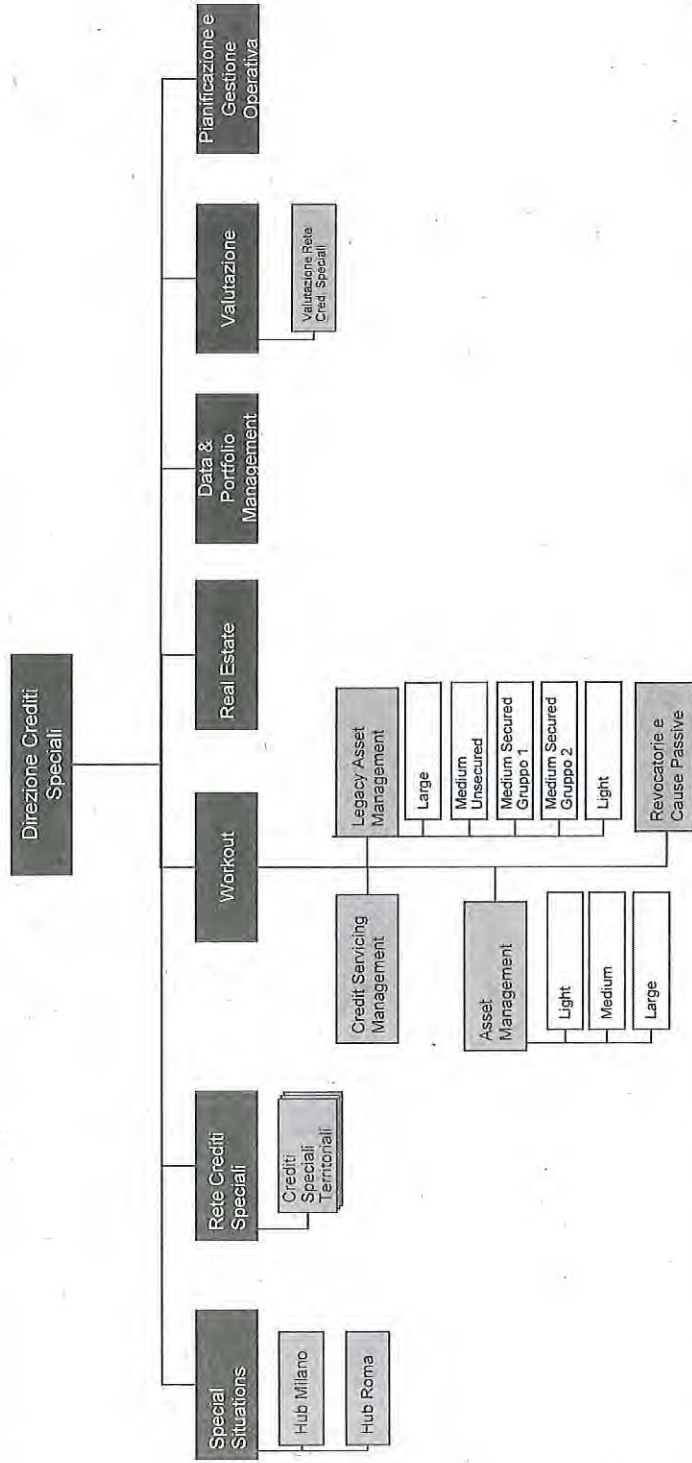 Direzione Crediti
Speciali
Special
Situations
Hub Milano
Hub Roma
Rete Crediti
Speciali
Crediti
Speciali
Territoriali
Workout
Credit Servicing
Management
Legacy Asset
Management
Large
Medium
Unsecured
Medium Secured
Gruppo 1
Medium Secured
Gruppo 2
Light
Asset
Management
Light
Medium
Large
Revocatorie e
Cause Passive
Real Estate
Data &
Portfolio
Management
Valutazione
Valutazione Rete
Cred. Speciali
Pianificazione e
Gestione
Operativa